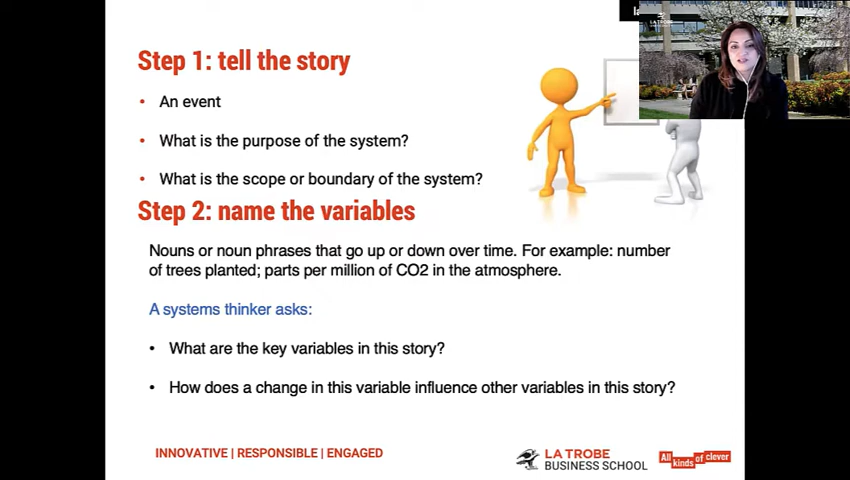 Step 1: tell the story
• An event
• What is the purpose of the system?
• What is the scope or boundary of the system?
Step 2: name the variables
Nouns or noun phrases that go up or down over time. For example: number
of trees planted; parts per million of CO2 in the atmosphere.
A systems thinker asks:
• What are the key variables in this story?
• How does a change in this variable influence other variables in this story?
INNOVATIVE | RESPONSIBLE | ENGAGED
LA TROBE
BUSINESS SCHOOL
All kinds of clever
LA TROBE